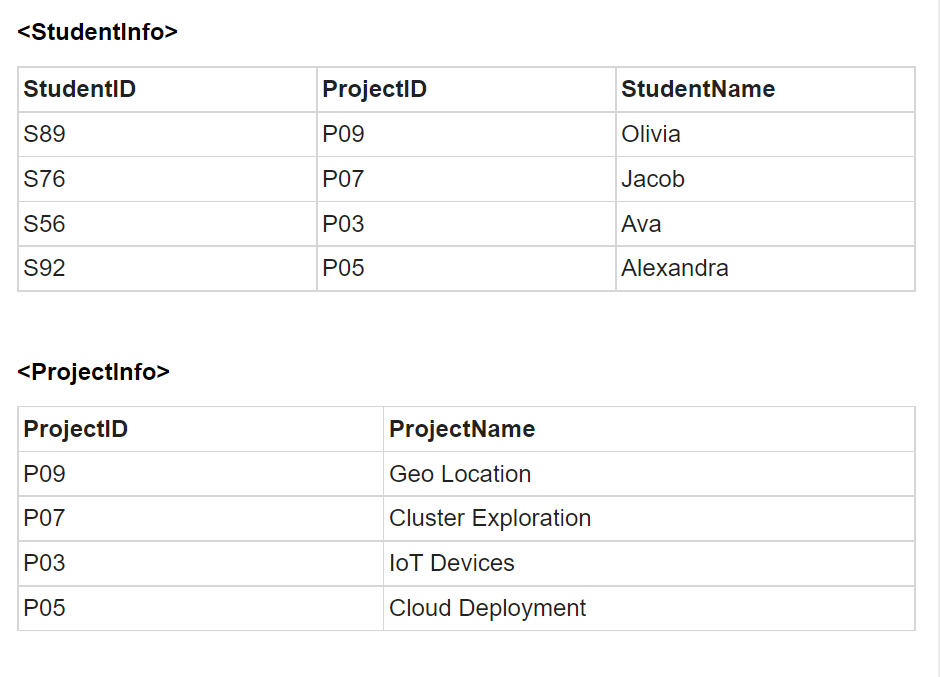 <StudentInfo>
StudentID ProjectID StudentName
S89 P09 Olivia
S76 P07 Jacob
S56 P03 Ava
S92 P05 Alexandra
<ProjectInfo>
ProjectID ProjectName
P09 Geo Location
P07 Cluster Exploration
P03 IoT Devices
P05 Cloud Deployment